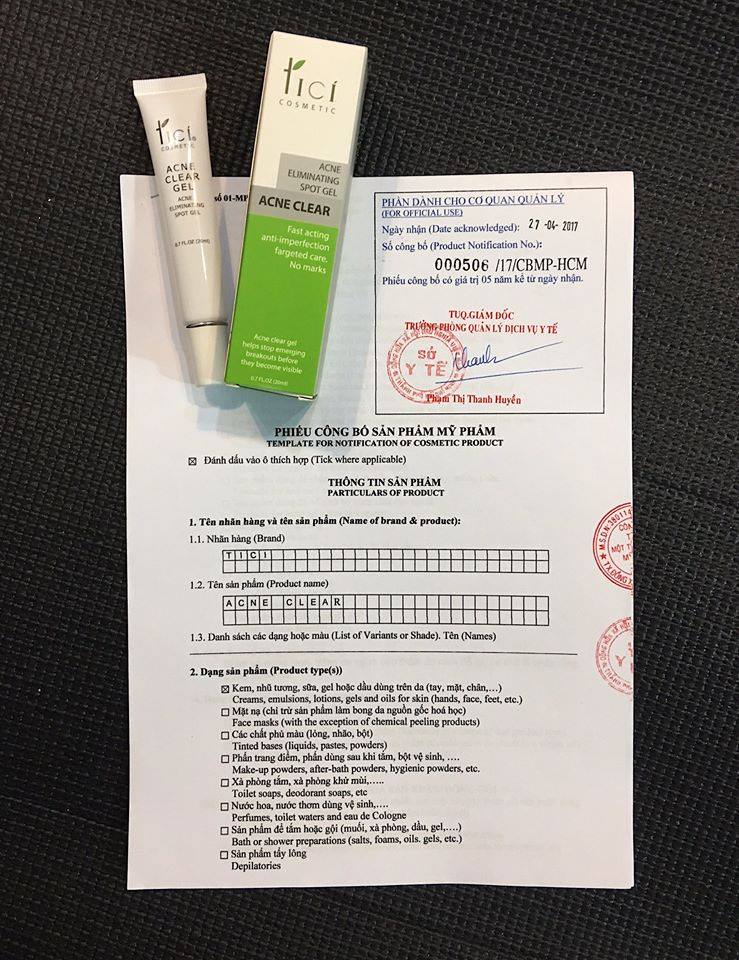 tici®
COSMETIC
ACNE
CLEAR
GEL
ACNE
ELIMINATING
SPOT GEL
0.7 FL.OZ (20ml)
tici
COSMETIC
ACNE
ELIMINATING
SPOT GEL
ACNE CLEAR
Fast acting
anti-imperfection
fargeted care.
No marks
Acne clear gel
helps stop emerging
breakouts before
they become visible
0.7 FL.OZ (20ml)
số 01-MP
PHẦN DÀNH CHO CƠ QUAN QUẢN LÝ
(FOR OFFICIAL USE)
Ngày nhận (Date acknowledged): 27 -04- 2017
Số công bố (Product Notification No.):
000506 /17/CBMP-HCM
Phiếu công bố có giá trị 05 năm kể từ ngày nhận.
TUQ.GIÁM ĐỐC
TRƯỞNG PHÒNG QUẢN LÝ DỊCH VỤ Y TẾ
SỞ
Y TẾ
Phạm Thị Thanh Huyền
PHIẾU CÔNG BỐ SẢN PHẨM MỸ PHẨM
TEMPLATE FOR NOTIFICATION OF COSMETIC PRODUCT
☒ Đánh dấu vào ô thích hợp (Tick where applicable)
THÔNG TIN SẢN PHẨM
PARTICULARS OF PRODUCT
1. Tên nhãn hàng và tên sản phẩm (Name of brand & product):
1.1. Nhãn hàng (Brand)
TICI
1.2. Tên sản phẩm (Product name)
ACNE CLEAR
1.3. Danh sách các dạng hoặc màu (List of Variants or Shade). Tên (Names)
2. Dạng sản phẩm (Product type(s))
☒ Kem, nhũ tương, sữa, gel hoặc dầu dùng trên da (tay, mặt, chân,…)
Creams, emulsions, lotions, gels and oils for skin (hands, face, feet, etc.)
☐ Mặt nạ (chỉ trừ sản phẩm làm bong da nguồn gốc hoá học)
Face masks (with the exception of chemical peeling products)
☐ Các chất phủ màu (lỏng, nhão, bột)
Tinted bases (liquids, pastes, powders)
☐ Phấn trang điểm, phấn dùng sau khi tắm, bột vệ sinh, ….
Make-up powders, after-bath powders, hygienic powders, etc.
☐ Xà phòng tắm, xà phòng khử mùi,…..
Toilet soaps, deodorant soaps, etc
☐ Nước hoa, nước thơm dùng vệ sinh,….
Perfumes, toilet waters and eau de Cologne
☐ Sản phẩm để tắm hoặc gội (muối, xà phòng, dầu, gel,….)
Bath or shower preparations (salts, foams, oils. gels, etc.)
☐ Sản phẩm tẩy lông
Depilatories